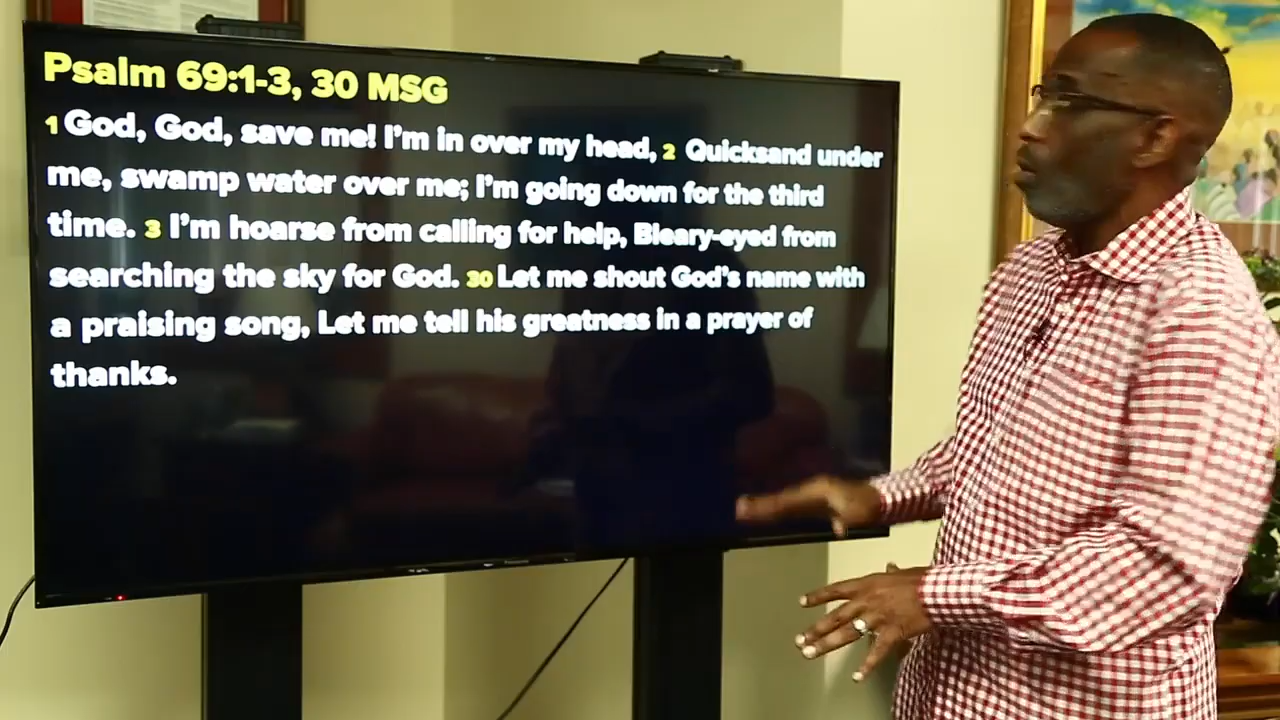 Psalm 69:1-3, 30 MSG
1 God, God, save me! I'm in over my head, 2 Quicksand under
me, swamp water over me; I'm going down for the third
time. 3 I'm hoarse from calling for help, Bleary-eyed from
searching the sky for God. 30 Let me shout God's name with
a praising song, Let me tell his greatness in a prayer of
thanks.